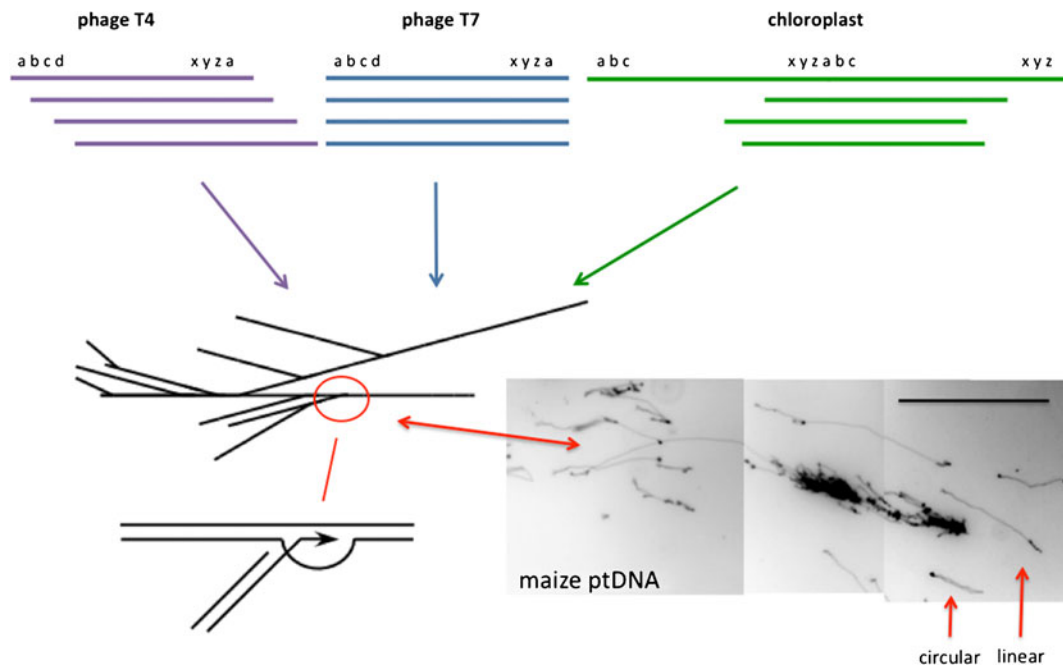 phage T4 phage T7 chloroplast
a b c d x y z a a b c d x y z a a b c x y z a b c x y z
maize ptDNA
circular linear